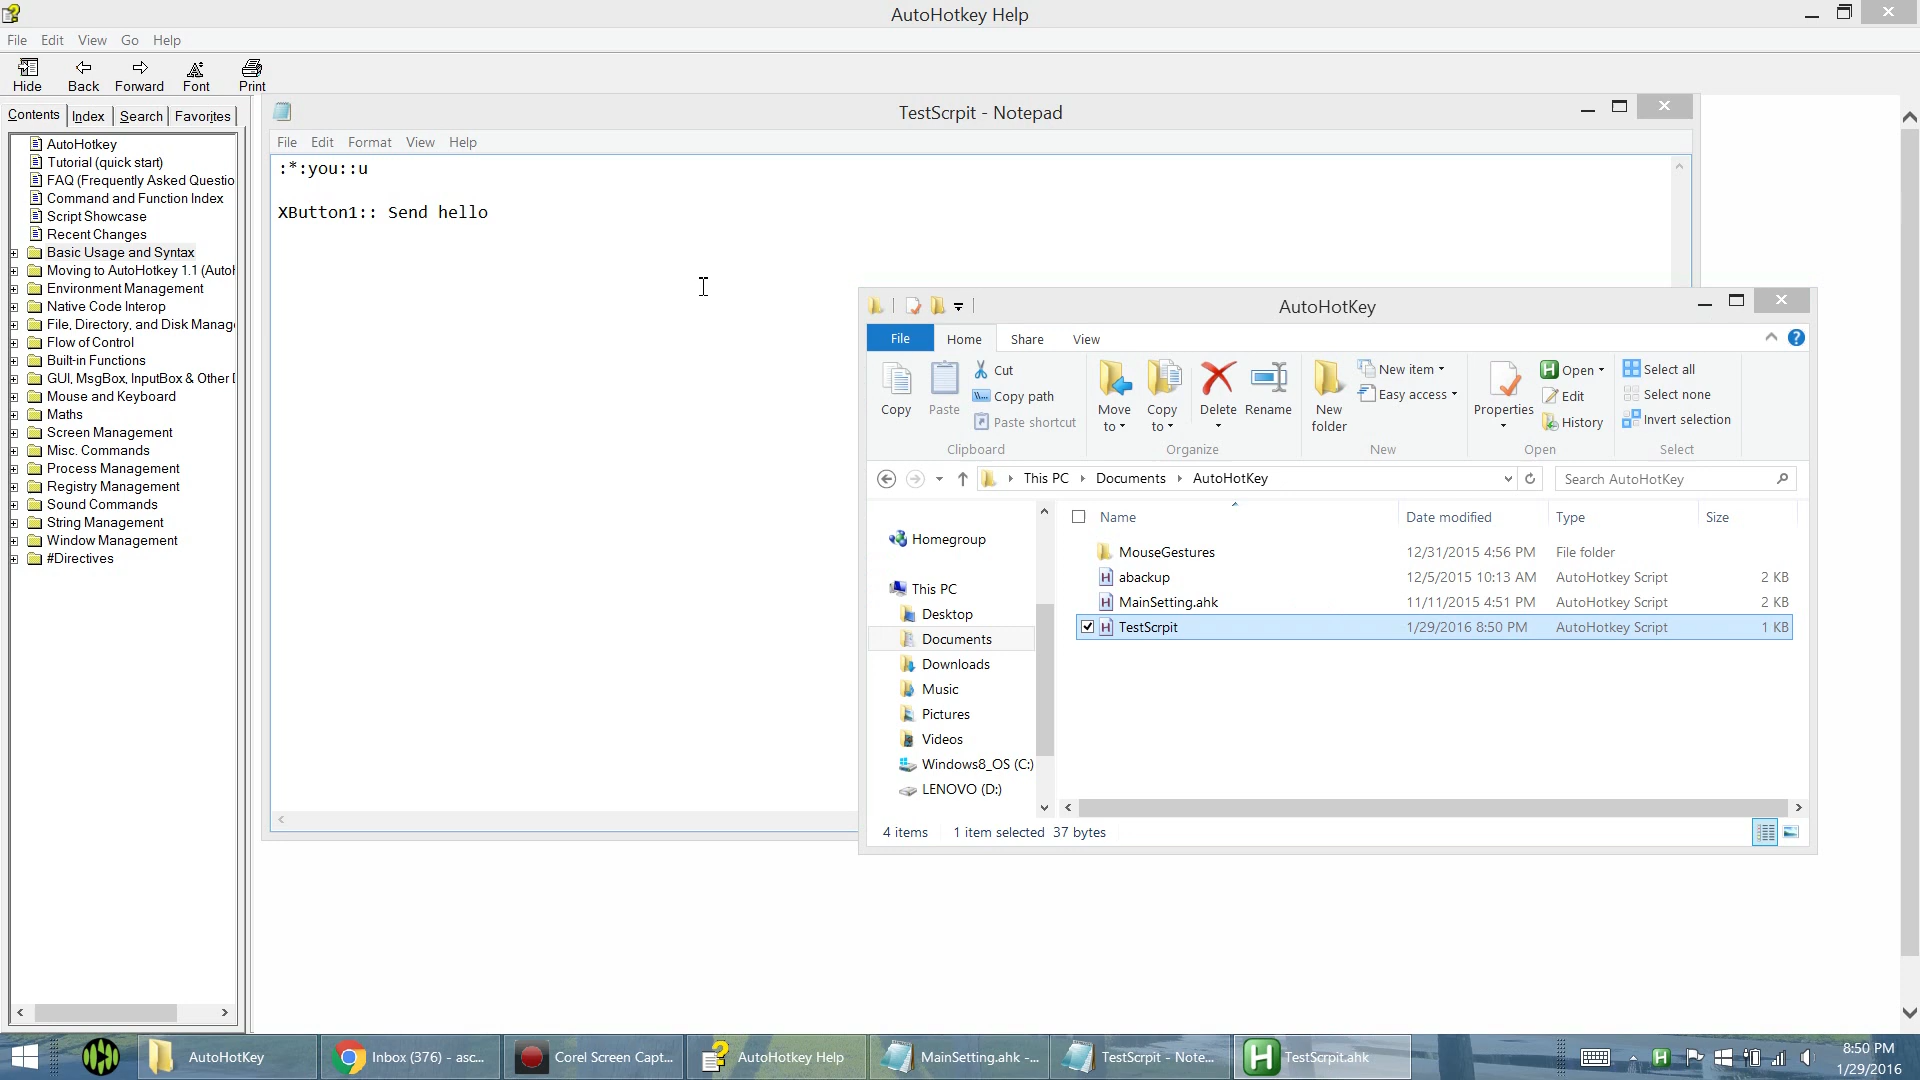 AutoHotkey Help
File Edit View Go Help
Hide Back Forward Font Print
Contents Index Search Favorites
AutoHotkey
Tutorial (quick start)
FAQ (Frequently Asked Questio
Command and Function Index
Script Showcase
Recent Changes
Basic Usage and Syntax
Moving to AutoHotkey 1.1 (AutoH
Environment Management
Native Code Interop
File, Directory, and Disk Manage
Flow of Control
Built-in Functions
GUI, MsgBox, InputBox & Other D
Mouse and Keyboard
Maths
Screen Management
Misc. Commands
Process Management
Registry Management
Sound Commands
String Management
Window Management
#Directives
TestScrpit - Notepad
File Edit Format View Help
:*:you::u
XButton1:: Send hello
AutoHotKey
File Home Share View
Copy
Paste
Cut
Copy path
Paste shortcut
Clipboard
Move to
Copy to
Delete
Rename
Organize
New folder
New item
Easy access
New
Properties
Open
Edit
History
Open
Select all
Select none
Invert selection
Select
This PC Documents AutoHotKey
Search AutoHotKey
Homegroup
This PC
Desktop
Documents
Downloads
Music
Pictures
Videos
Windows8_OS (C:)
LENOVO (D:)
Name Date modified Type Size
MouseGestures 12/31/2015 4:56 PM File folder
abackup 12/5/2015 10:13 AM AutoHotkey Script 2 KB
MainSetting.ahk 11/11/2015 4:51 PM AutoHotkey Script 2 KB
TestScrpit 1/29/2016 8:50 PM AutoHotkey Script 1 KB
4 items 1 item selected 37 bytes
AutoHotKey
Inbox (376) - asc...
Corel Screen Capt...
AutoHotkey Help
MainSetting.ahk -...
TestScrpit - Note...
TestScrpit.ahk
8:50 PM
1/29/2016